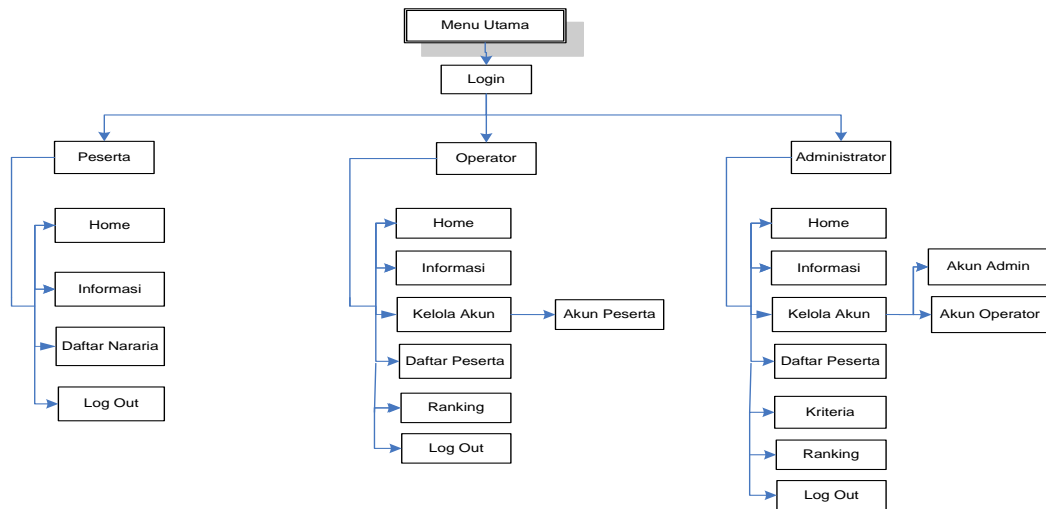 Menu Utama
Login
Peserta
Operator
Administrator
Home
Informasi
Daftar Nararia
Log Out
Home
Informasi
Kelola Akun
Akun Peserta
Daftar Peserta
Ranking
Log Out
Home
Informasi
Kelola Akun
Akun Admin
Akun Operator
Daftar Peserta
Kriteria
Ranking
Log Out